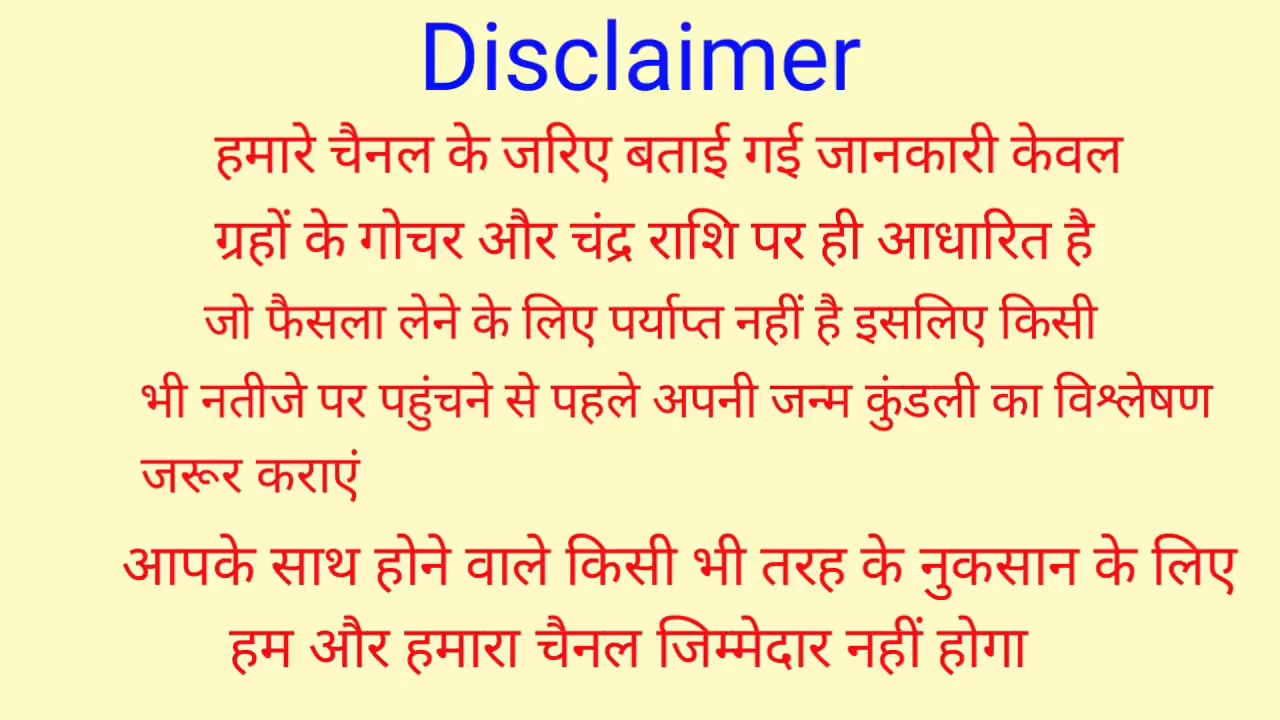 Disclaimer
हमारे चैनल के जरिए बताई गई जानकारी केवल
ग्रहों के गोचर और चंद्र राशि पर ही आधारित है
जो फैसला लेने के लिए पर्याप्त नहीं है इसलिए किसी
भी नतीजे पर पहुंचने से पहले अपनी जन्म कुंडली का विश्लेषण
जरूर कराएं
आपके साथ होने वाले किसी भी तरह के नुकसान के लिए
हम और हमारा चैनल जिम्मेदार नहीं होगा